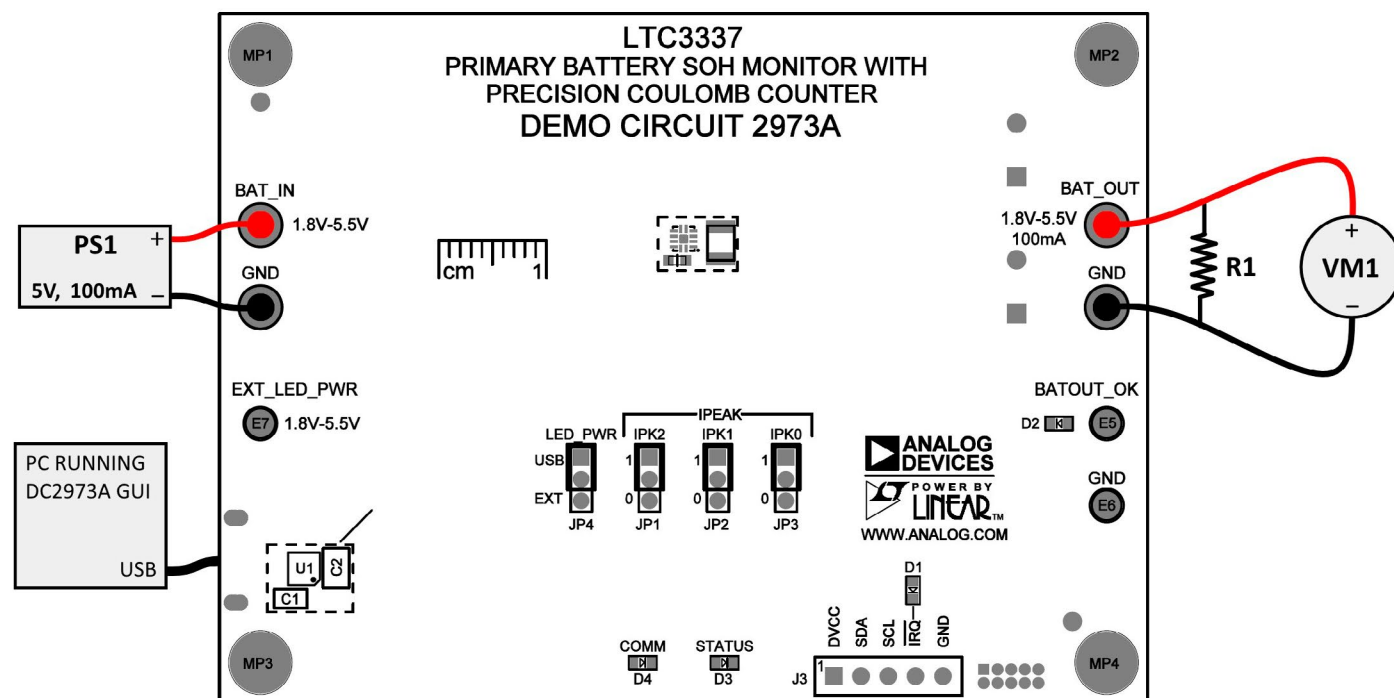 LTC3337
PRIMARY BATTERY SOH MONITOR WITH
PRECISION COULOMB COUNTER
DEMO CIRCUIT 2973A
MP1
MP2
BAT_IN
1.8V-5.5V
GND
PS1
+
5V, 100mA
–
cm
1
BAT_OUT
1.8V-5.5V
100mA
GND
R1
+
VM1
–
EXT_LED_PWR
E7
1.8V-5.5V
BATOUT_OK
D2
E5
GND
E6
PC RUNNING
DC2973A GUI
USB
IPEAK
LED_PWR
IPK2
IPK1
IPK0
USB
1
1
1
EXT
0
0
0
JP4
JP1
JP2
JP3
ANALOG
DEVICES
LT
POWER BY
LINEAR™
WWW.ANALOG.COM
U1
C2
C1
D1
DVCC
SDA
SCL
IRQ
GND
COMM
D4
STATUS
D3
J3
1
MP3
MP4